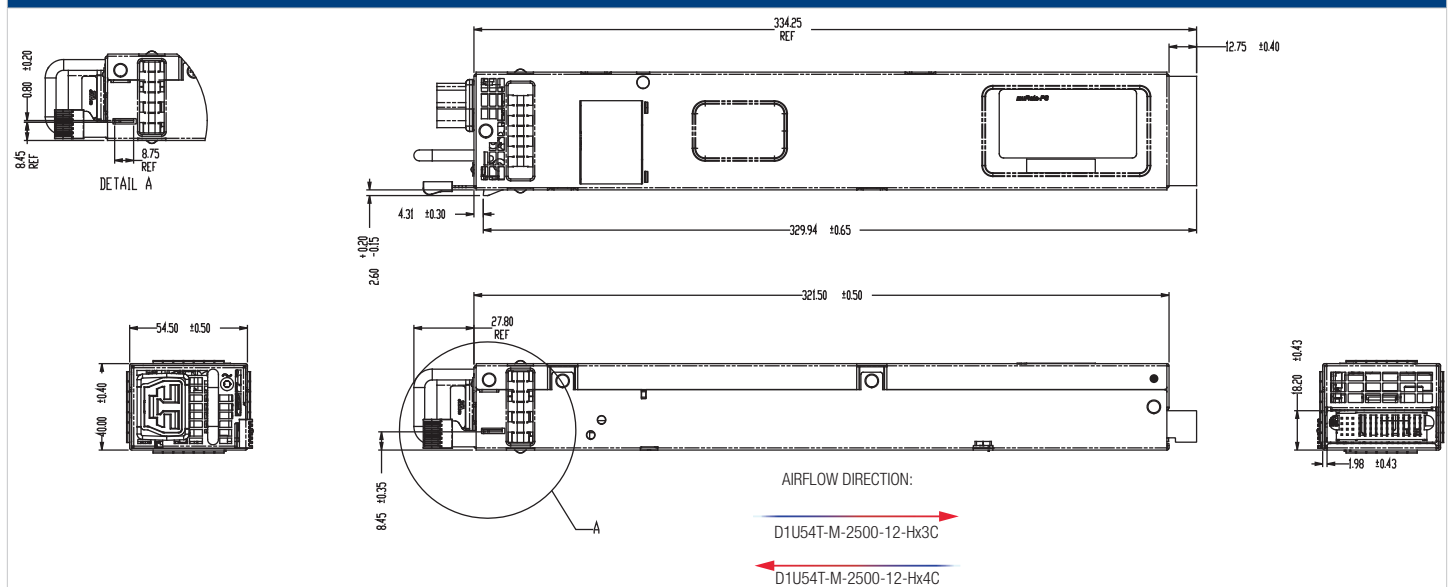 334.25
REF
12.75 ±0.40
0.80 ±0.20
8.45
REF
8.75
REF
DETAIL A
4.31 ±0.30
329.94 ±0.65
2.60 +0.20 -0.15
321.50 ±0.50
54.50 ±0.50
27.80
REF
40.00 ±0.40
18.20 ±0.43
1.98 ±0.43
8.45 ±0.35
A
AIRFLOW DIRECTION:
D1U54T-M-2500-12-Hx3C
D1U54T-M-2500-12-Hx4C